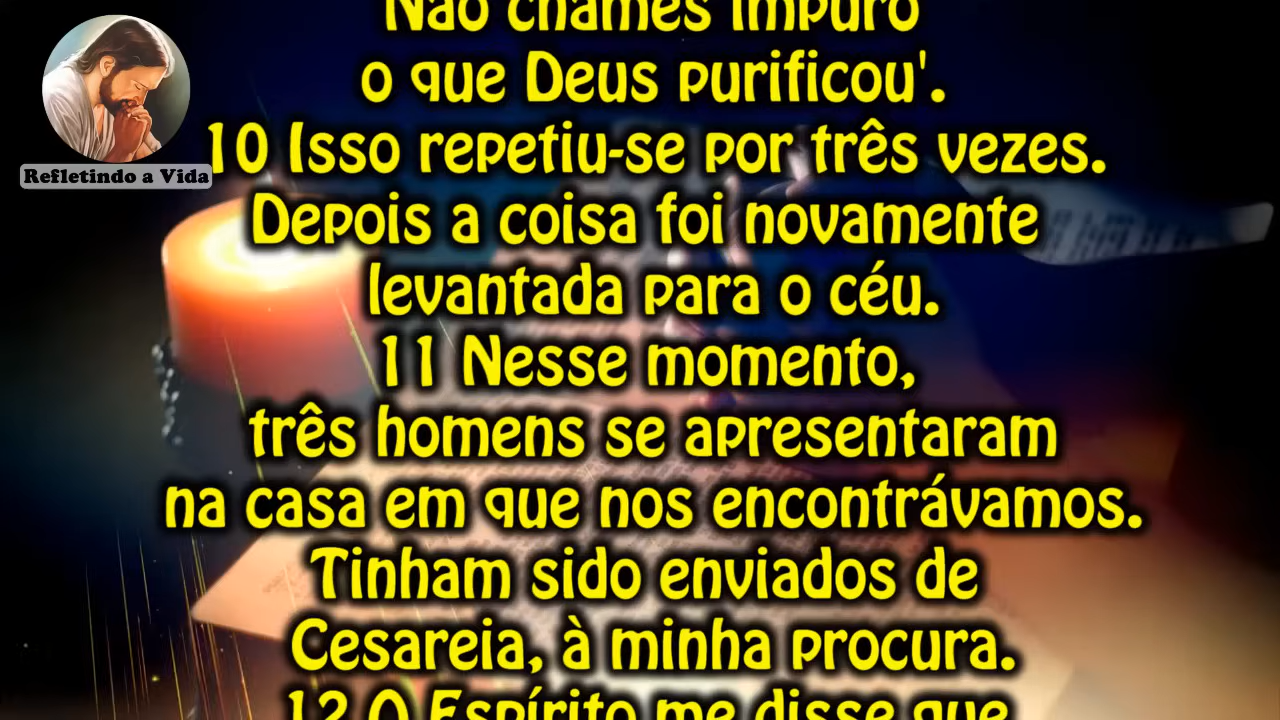 Não chames impuro
o que Deus purificou'.
10 Isso repetiu-se por três vezes.
Depois a coisa foi novamente
levantada para o céu.
11 Nesse momento,
três homens se apresentaram
na casa em que nos encontrávamos.
Tinham sido enviados de
Cesareia, à minha procura.
12 O Espírito me disse que
Refletindo a Vida